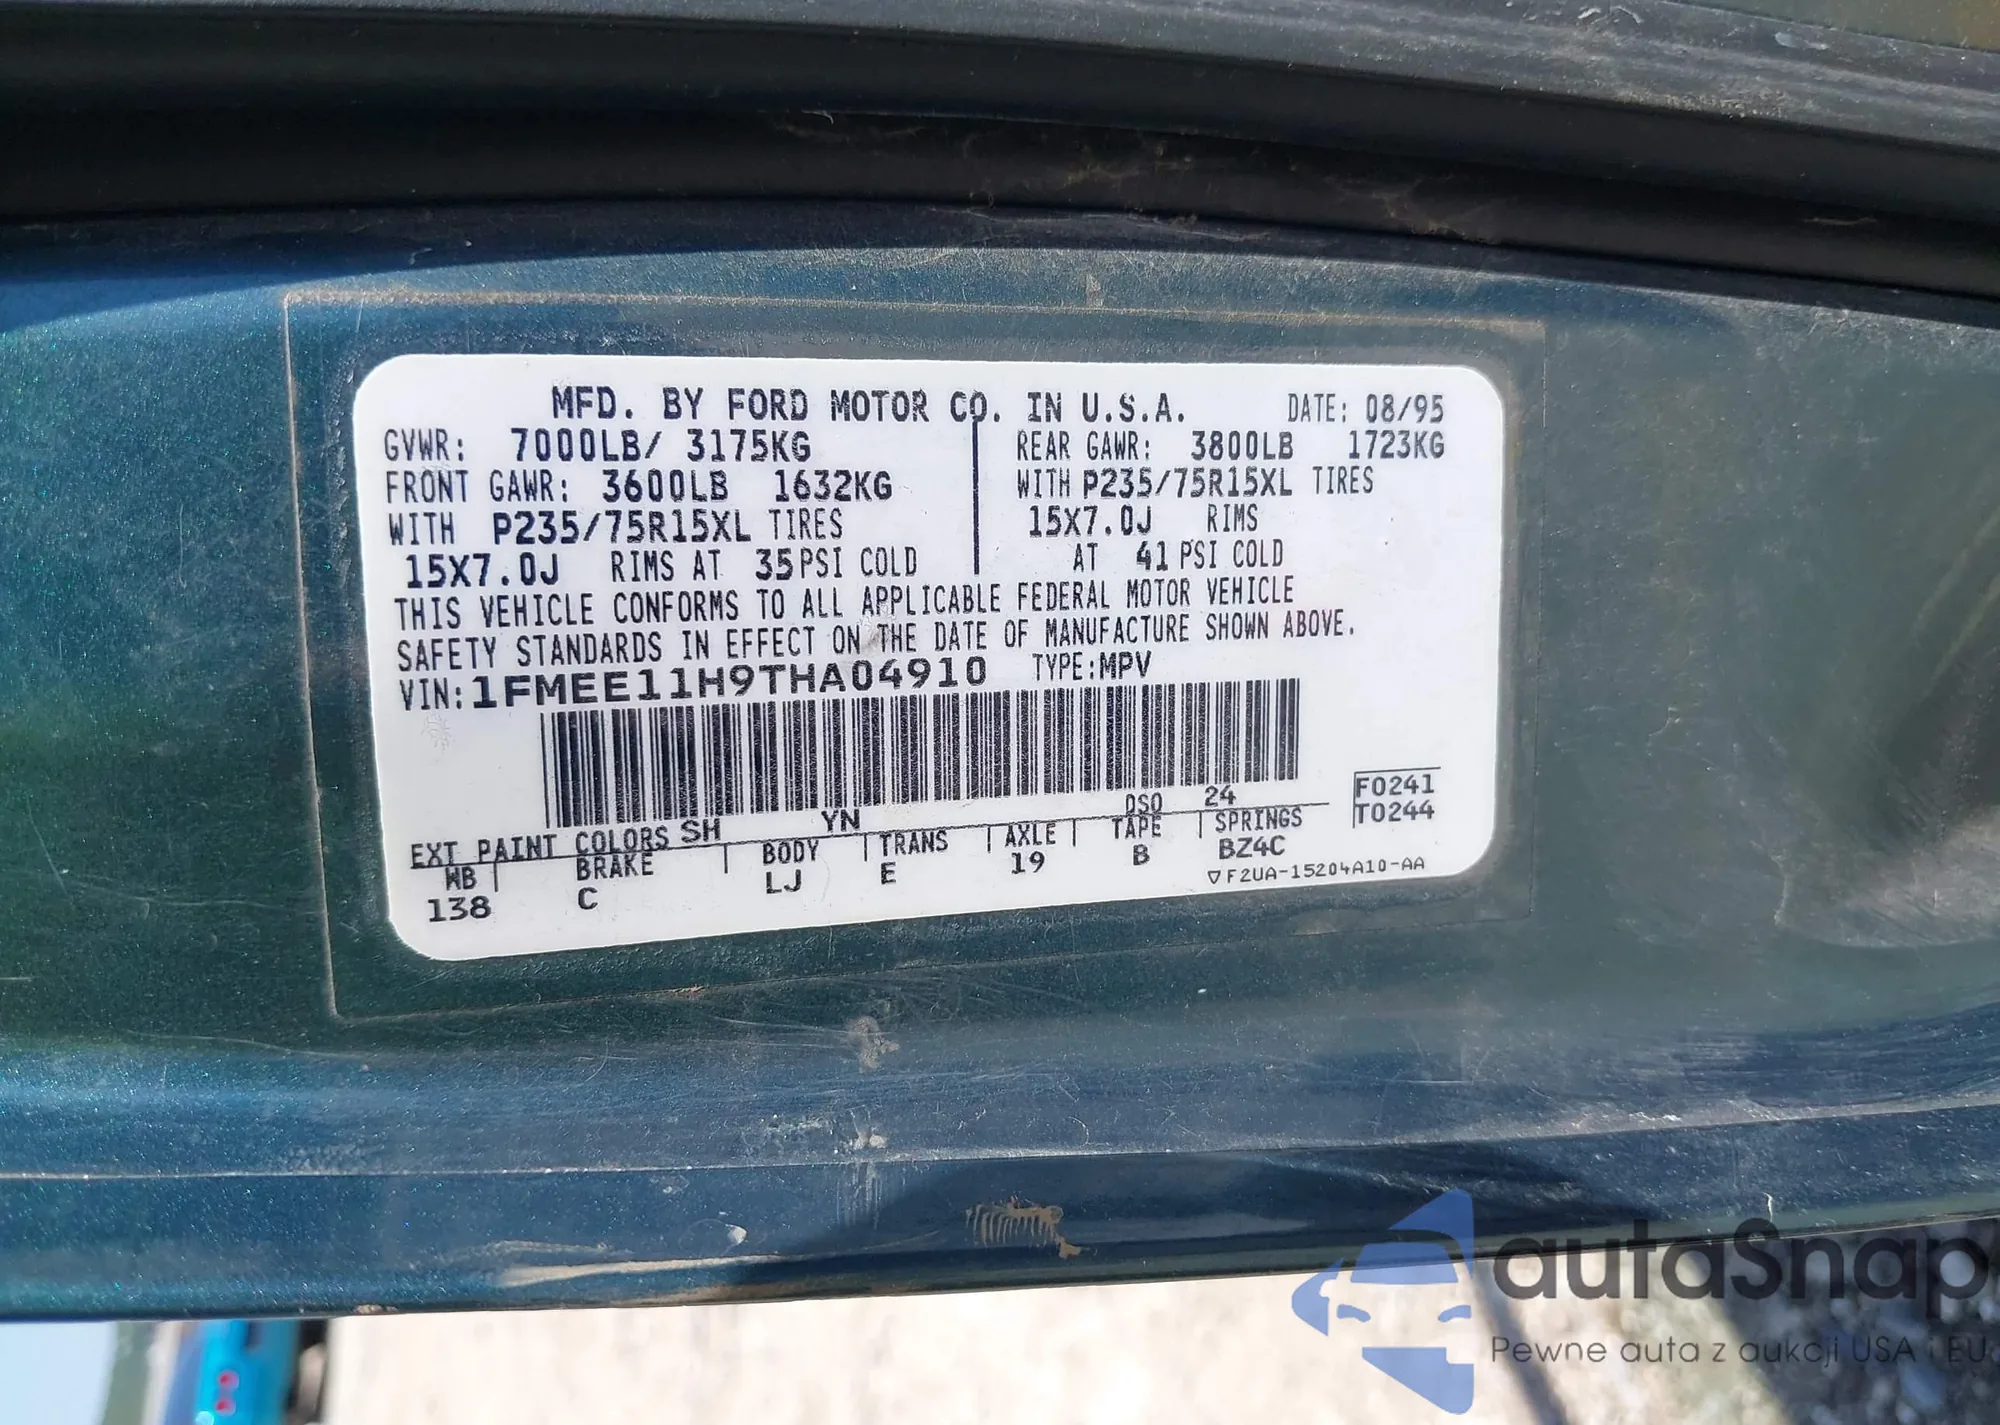 MFD. BY FORD MOTOR CO. IN U.S.A. DATE: 08/95
GVWR: 7000LB/ 3175KG
FRONT GAWR: 3600LB 1632KG
WITH P235/75R15XL TIRES
15X7.0J RIMS AT 35PSI COLD
REAR GAWR: 3800LB 1723KG
WITH P235/75R15XL TIRES
15X7.0J RIMS
AT 41 PSI COLD
THIS VEHICLE CONFORMS TO ALL APPLICABLE FEDERAL MOTOR VEHICLE
SAFETY STANDARDS IN EFFECT ON THE DATE OF MANUFACTURE SHOWN ABOVE.
VIN: 1FMEE11H9THA04910 TYPE: MPV
F0241
T0244
EXT PAINT COLORS SH YN DSO 24
WB BRAKE BODY TRANS AXLE TAPE SPRINGS
138 C LJ E 19 B BZ4C
▽F2UA-15204A10-AA
autaSnap
Pewne auta z aukcji USA i EU